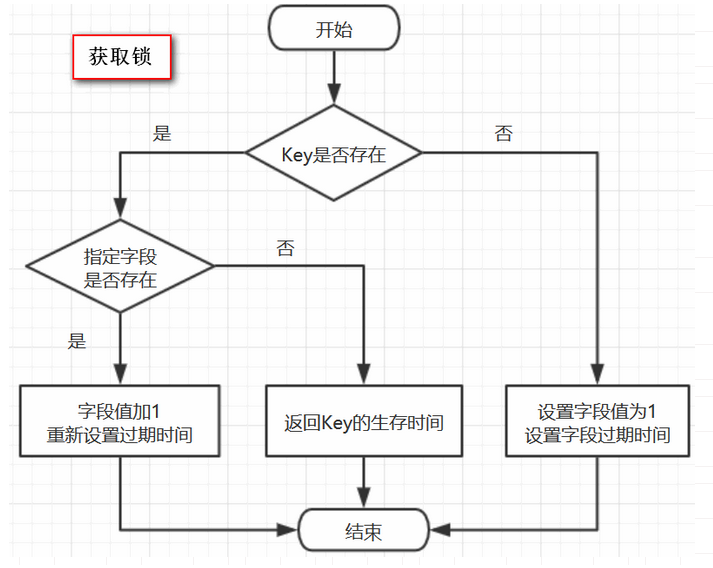 开始
获取锁
是
否
Key是否存在
指定字段
是否存在
否
是
字段值加1
重新设置过期时间
返回Key的生存时间
设置字段值为1
设置字段过期时间
结束